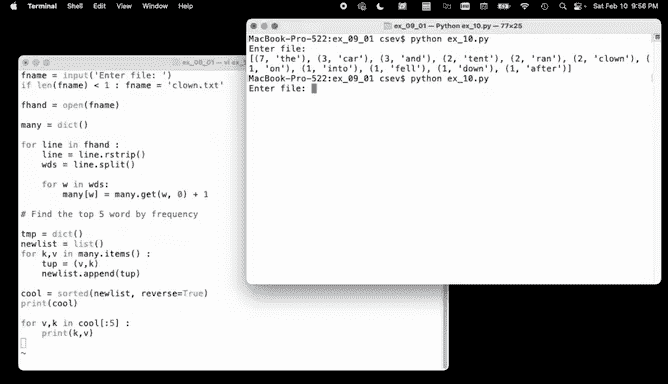 Terminal Shell Edit View Window Help
Sat Feb 10 9:56 PM
ex_09_01 — Python ex_10.py — 77×25
MacBook-Pro-522:ex_09_01 csev$ python ex_10.py
Enter file:
[(7, 'the'), (3, 'car'), (3, 'and'), (2, 'tent'), (2, 'ran'), (2, 'clown'), (
1, 'on'), (1, 'into'), (1, 'fell'), (1, 'down'), (1, 'after')]
MacBook-Pro-522:ex_09_01 csev$ python ex_10.py
Enter file:
fname = input('Enter file: ')
if len(fname) < 1 : fname = 'clown.txt'
fhand = open(fname)
many = dict()
for line in fhand :
line = line.rstrip()
wds = line.split()
for w in wds:
many[w] = many.get(w, 0) + 1
# Find the top 5 word by frequency
tmp = dict()
newlist = list()
for k,v in many.items() :
tup = (v,k)
newlist.append(tup)
cool = sorted(newlist, reverse=True)
print(cool)
for v,k in cool[:5] :
print(k,v)
~